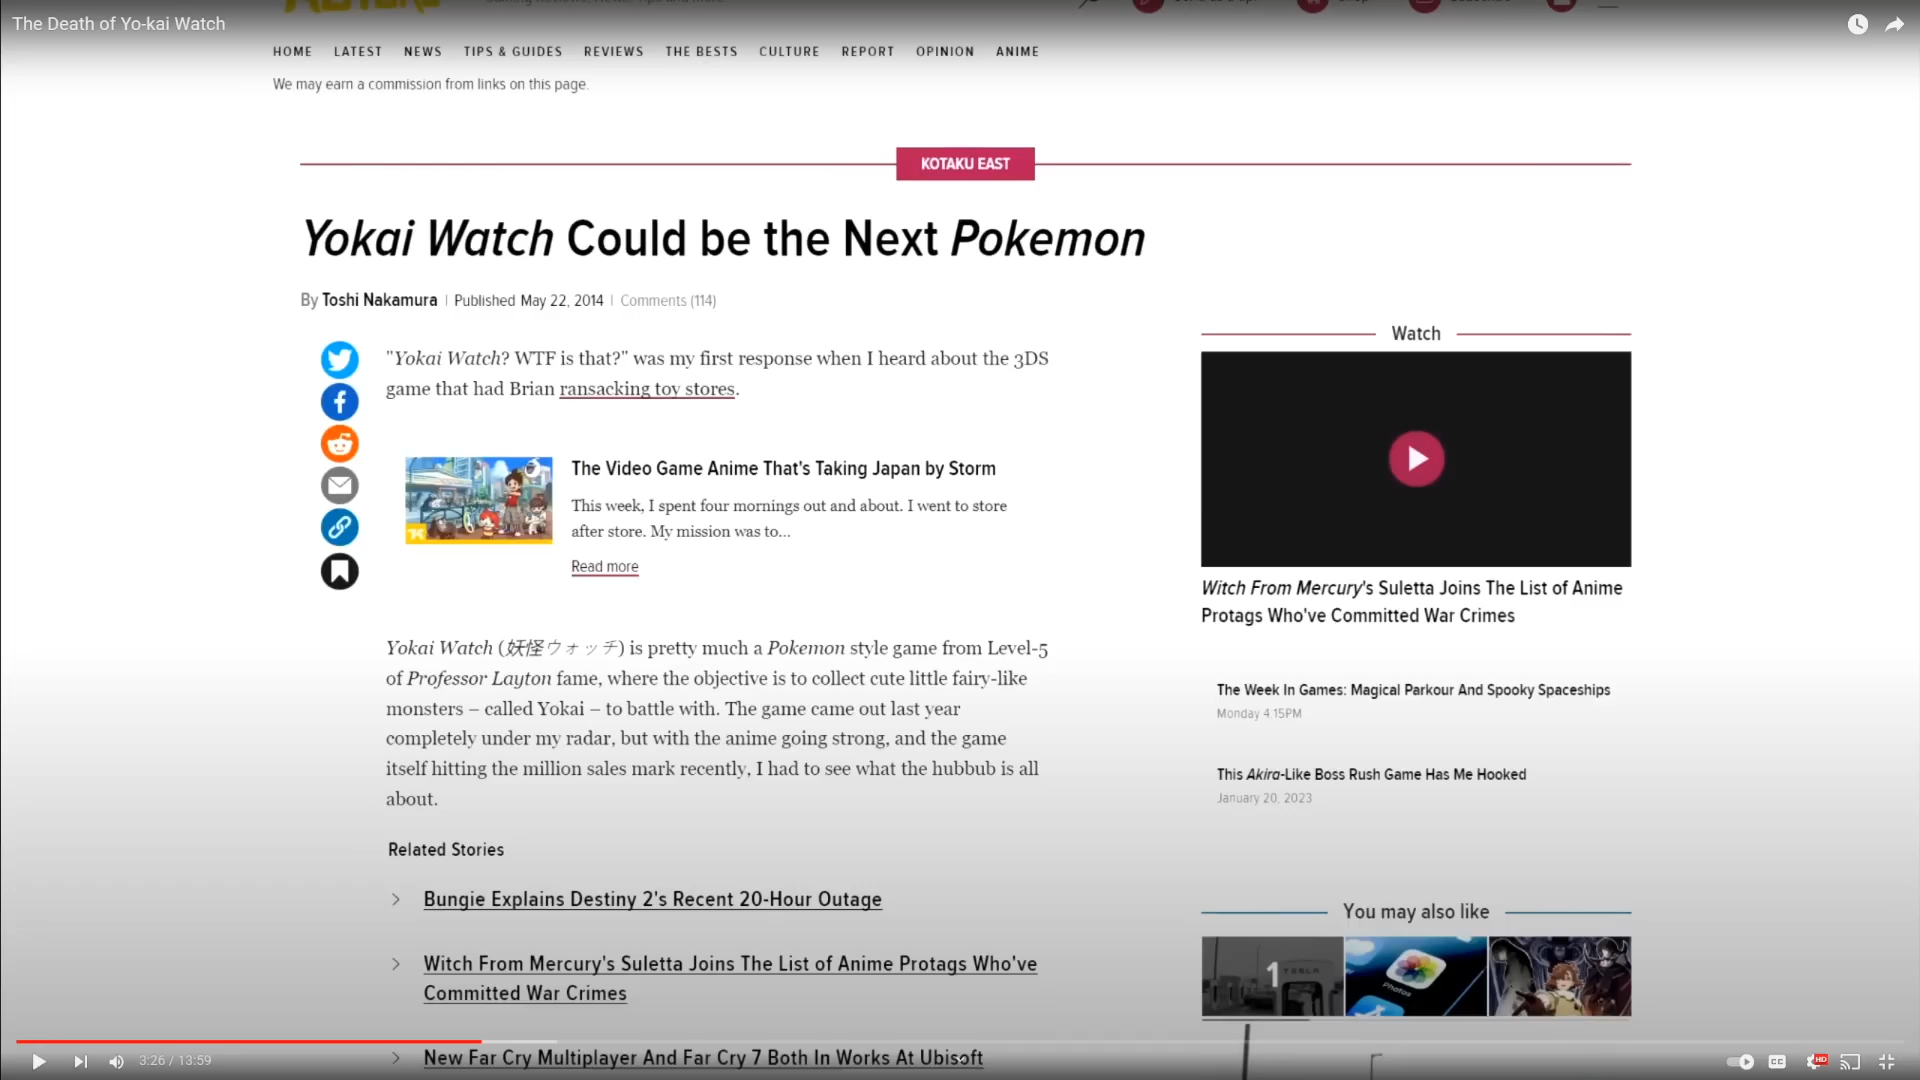 The Death of Yo-kai Watch
HOME LATEST NEWS TIPS & GUIDES REVIEWS THE BESTS CULTURE REPORT OPINION ANIME
We may earn a commission from links on this page.
KOTAKU EAST
Yokai Watch Could be the Next Pokemon
By Toshi Nakamura | Published May 22, 2014 | Comments (114)
"Yokai Watch? WTF is that?" was my first response when I heard about the 3DS
game that had Brian ransacking toy stores.
The Video Game Anime That's Taking Japan by Storm
This week, I spent four mornings out and about. I went to store
after store. My mission was to...
Read more
Yokai Watch (妖怪ウォッチ) is pretty much a Pokemon style game from Level-5
of Professor Layton fame, where the objective is to collect cute little fairy-like
monsters – called Yokai – to battle with. The game came out last year
completely under my radar, but with the anime going strong, and the game
itself hitting the million sales mark recently, I had to see what the hubbub is all
about.
Related Stories
Bungie Explains Destiny 2's Recent 20-Hour Outage
Witch From Mercury's Suletta Joins The List of Anime Protags Who've
Committed War Crimes
New Far Cry Multiplayer And Far Cry 7 Both In Works At Ubisoft
Watch
Witch From Mercury's Suletta Joins The List of Anime
Protags Who've Committed War Crimes
The Week In Games: Magical Parkour And Spooky Spaceships
Monday 4:15PM
This Akira-Like Boss Rush Game Has Me Hooked
January 20, 2023
You may also like
1
TESLA
Photos
3:26 / 13:59
CC
HD